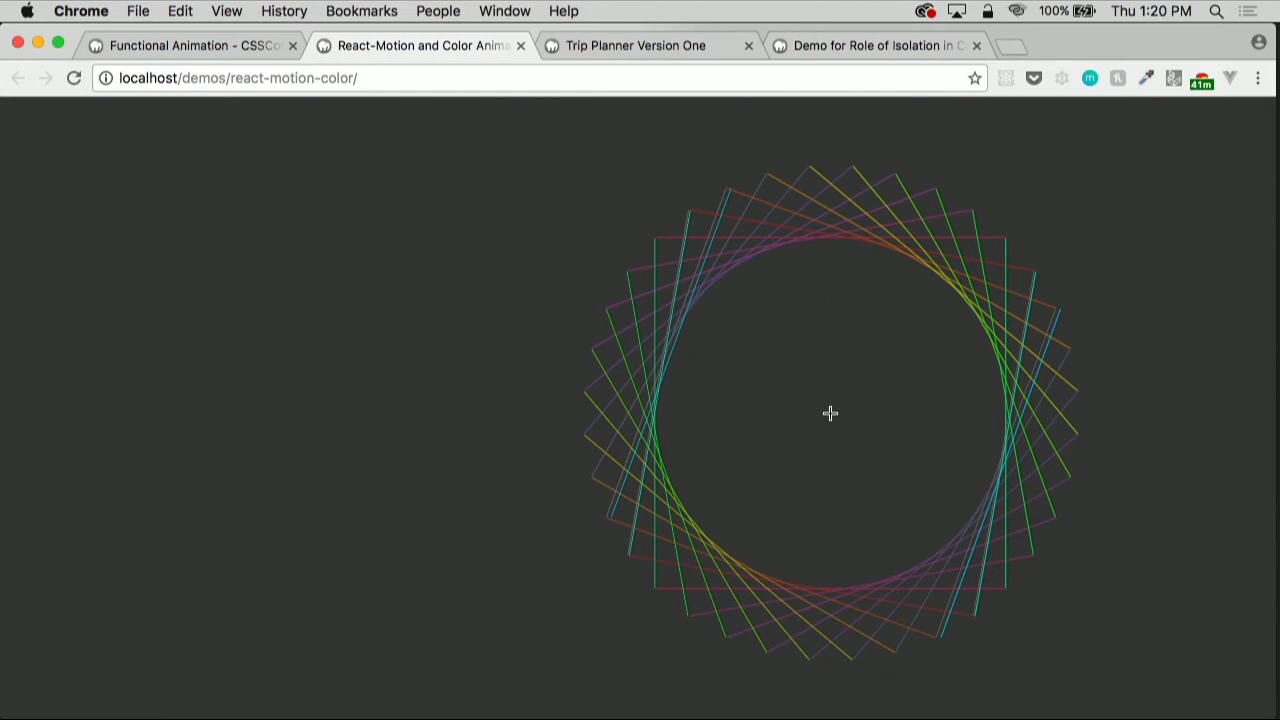 Chrome File Edit View History Bookmarks People Window Help 100% Thu 1:20 PM
Functional Animation - CSSCo React-Motion and Color Anima Trip Planner Version One Demo for Role of Isolation in C
localhost/demos/react-motion-color/
41m